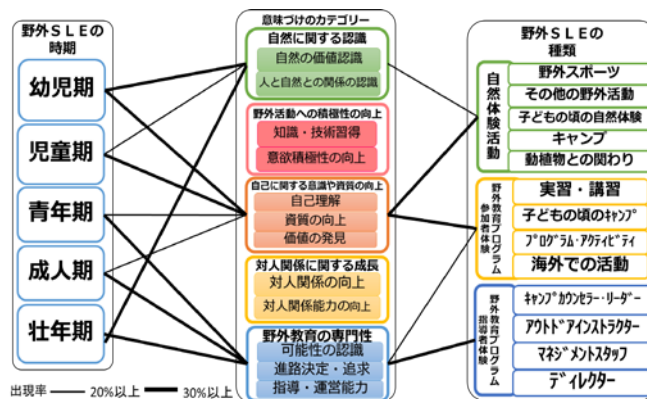 野外SLEの
時期
幼児期
児童期
青年期
成人期
壮年期
意味づけのカテゴリー
自然に関する認識
自然の価値認識
人と自然との関係の認識
野外活動への積極性の向上
知識・技術習得
意欲積極性の向上
自己に関する意識や資質の向上
自己理解
資質の向上
価値の発見
対人関係に関する成長
対人関係の向上
対人関係能力の向上
野外教育の専門性
可能性の認識
進路決定・追求
指導・運営能力
野外SLEの
種類
自然体験活動
野外スポーツ
その他の野外活動
子どもの頃の自然体験
キャンプ
動植物との関わり
野外教育プログラム
参加者体験
実習・講習
子どもの頃のキャンプ
プログラム・アクティビティ
海外での活動
野外教育プログラム
指導者体験
キャンプカウンセラー・リーダー
アウトドアインストラクター
マネジメントスタッフ
ディレクター
出現率 20%以上 30%以上